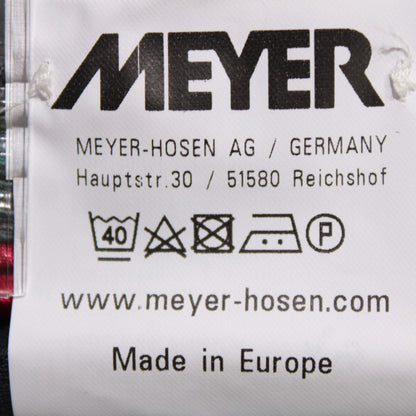 MEYER
MEYER-HOSEN AG / GERMANY
Hauptstr.30 / 51580 Reichshof
40 P
www.meyer-hosen.com
Made in Europe